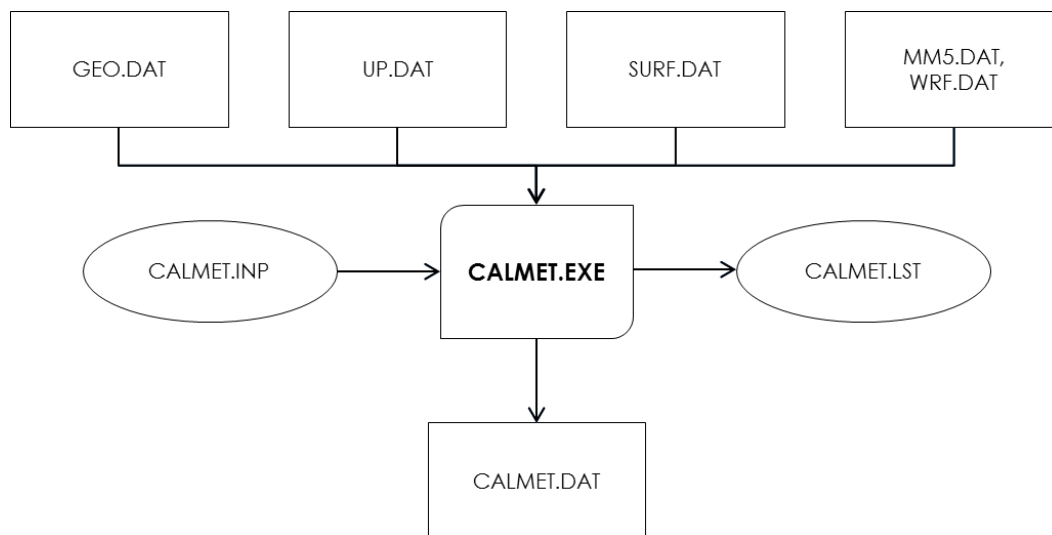 GEO.DAT
UP.DAT
SURF.DAT
MM5.DAT,
WRF.DAT
CALMET.INP
CALMET.EXE
CALMET.LST
CALMET.DAT